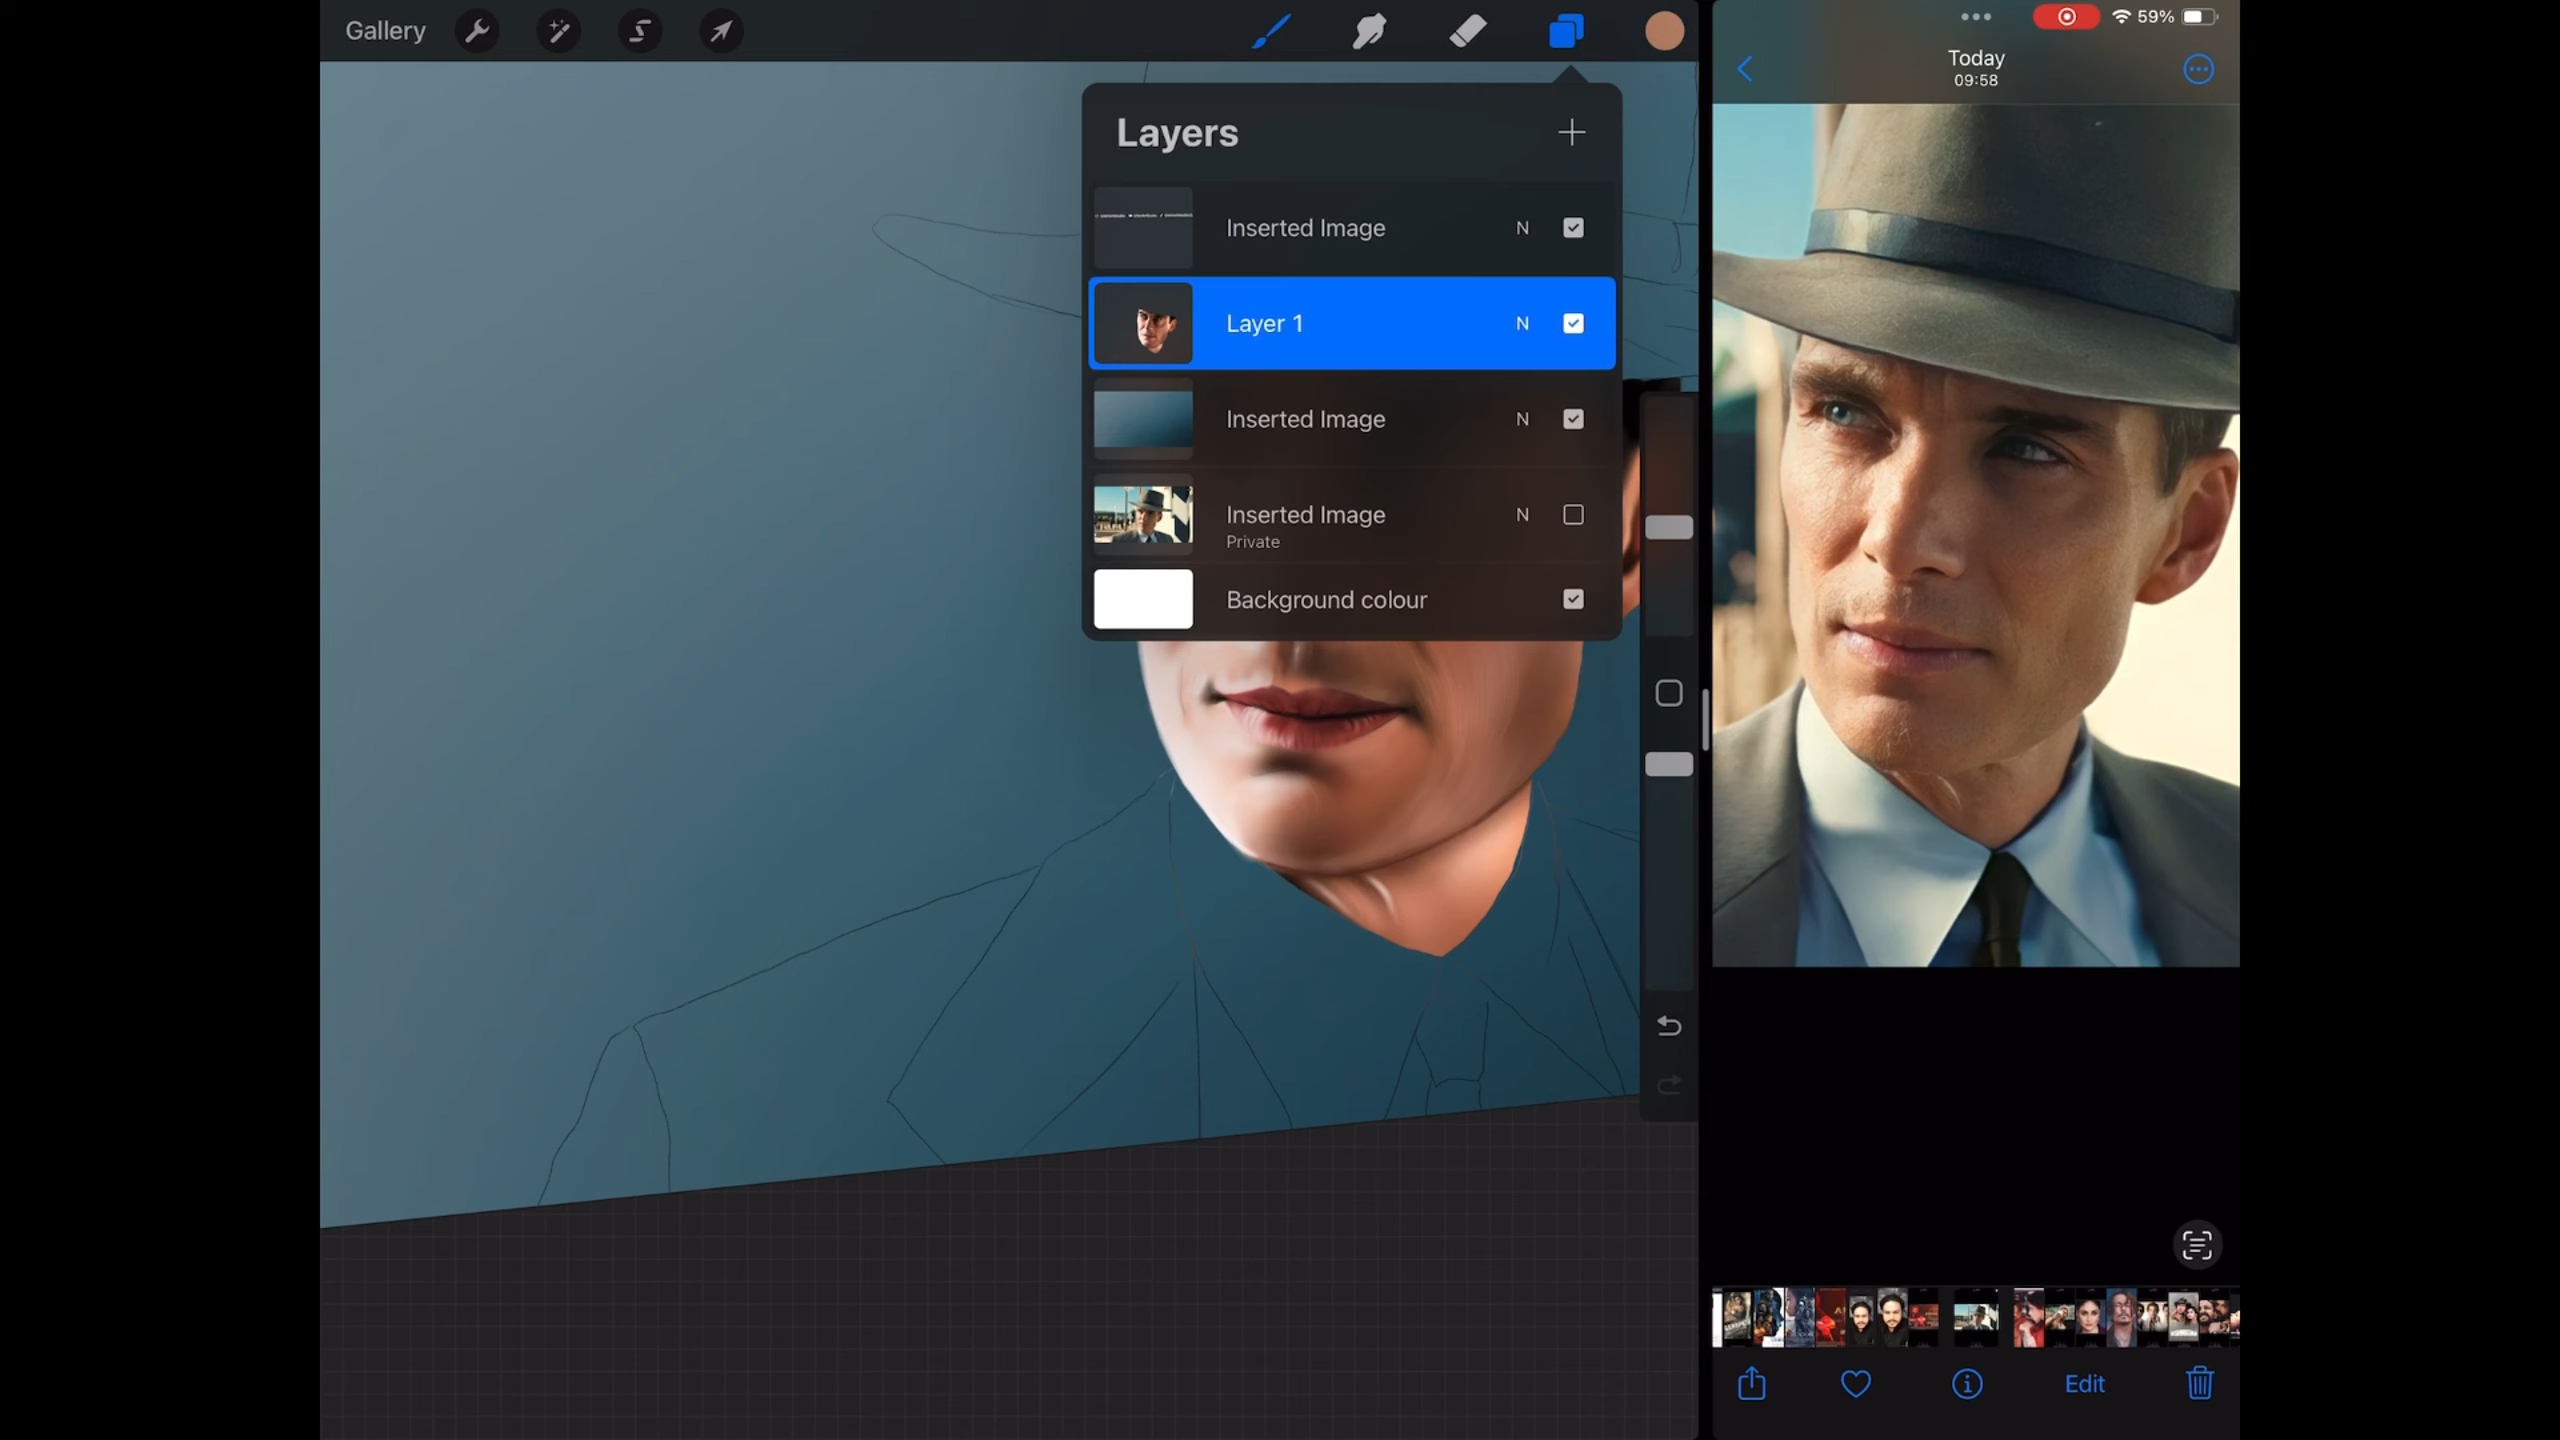 Gallery
Layers
Inserted Image N
Layer 1 N
Inserted Image N
Inserted Image N
Private
Background colour
59%
Today
09:58
Edit